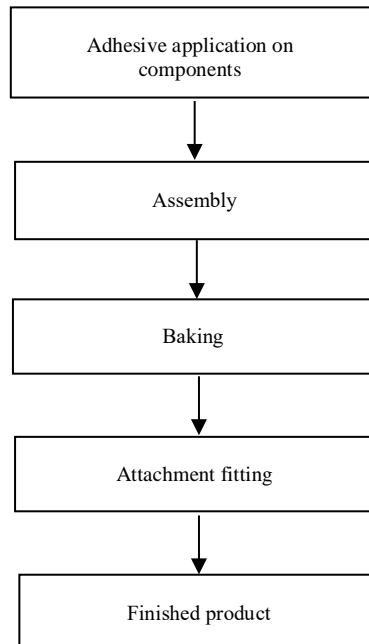 Adhesive application on
components
Assembly
Baking
Attachment fitting
Finished product